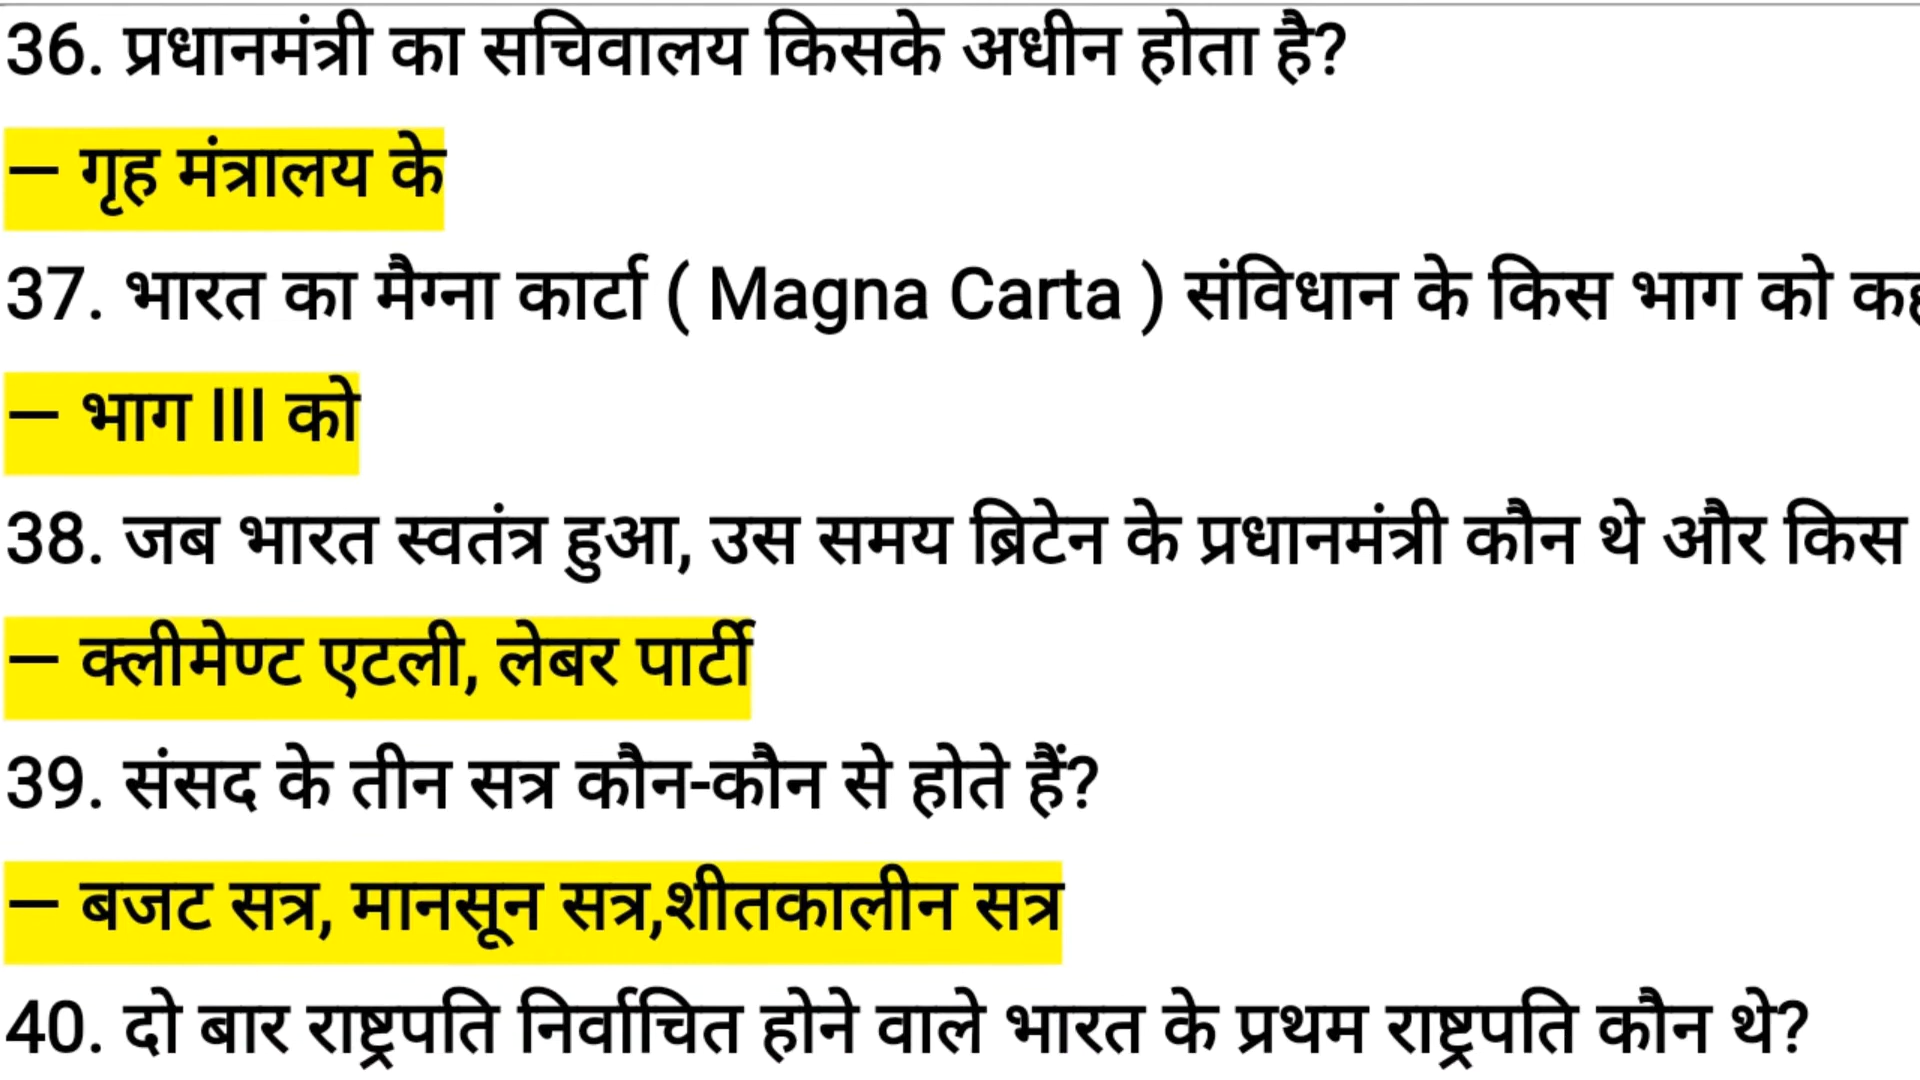 36. प्रधानमंत्री का सचिवालय किसके अधीन होता है?
— गृह मंत्रालय के
37. भारत का मैग्ना कार्टा ( Magna Carta ) संविधान के किस भाग को
— भाग III को
38. जब भारत स्वतंत्र हुआ, उस समय ब्रिटेन के प्रधानमंत्री कौन थे और किस
— क्लीमेण्ट एटली, लेबर पार्टी
39. संसद के तीन सत्र कौन-कौन से होते हैं?
— बजट सत्र, मानसून सत्र,शीतकालीन सत्र
40. दो बार राष्ट्रपति निर्वाचित होने वाले भारत के प्रथम राष्ट्रपति कौन थे?